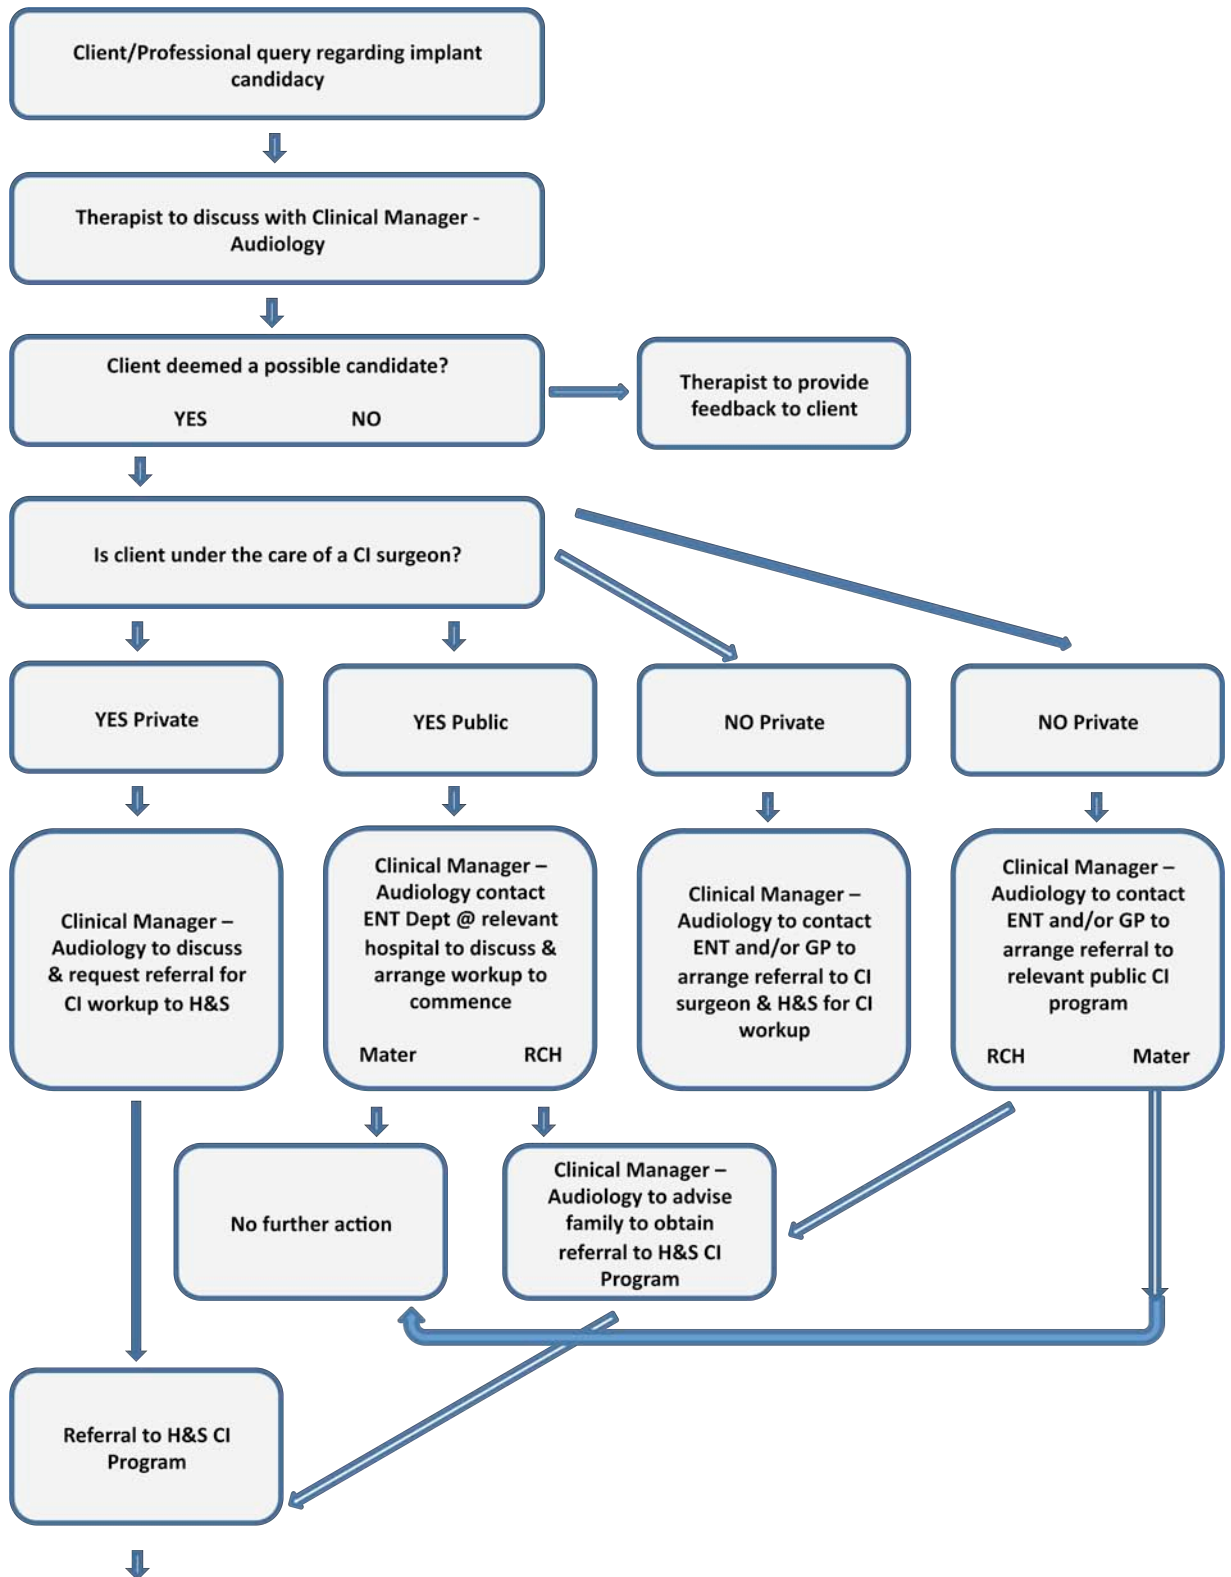 Client/Professional query regarding implant
candidacy
Therapist to discuss with Clinical Manager -
Audiology
Client deemed a possible candidate?
YES NO
Therapist to provide
feedback to client
Is client under the care of a CI surgeon?
YES Private
YES Public
NO Private
NO Private
Clinical Manager –
Audiology to discuss
& request referral for
CI workup to H&S
Clinical Manager –
Audiology contact
ENT Dept @ relevant
hospital to discuss &
arrange workup to
commence
Mater RCH
Clinical Manager –
Audiology to contact
ENT and/or GP to
arrange referral to CI
surgeon & H&S for CI
workup
Clinical Manager –
Audiology to contact
ENT and/or GP to
arrange referral to
relevant public CI
program
RCH Mater
No further action
Clinical Manager –
Audiology to advise
family to obtain
referral to H&S CI
Program
Referral to H&S CI
Program